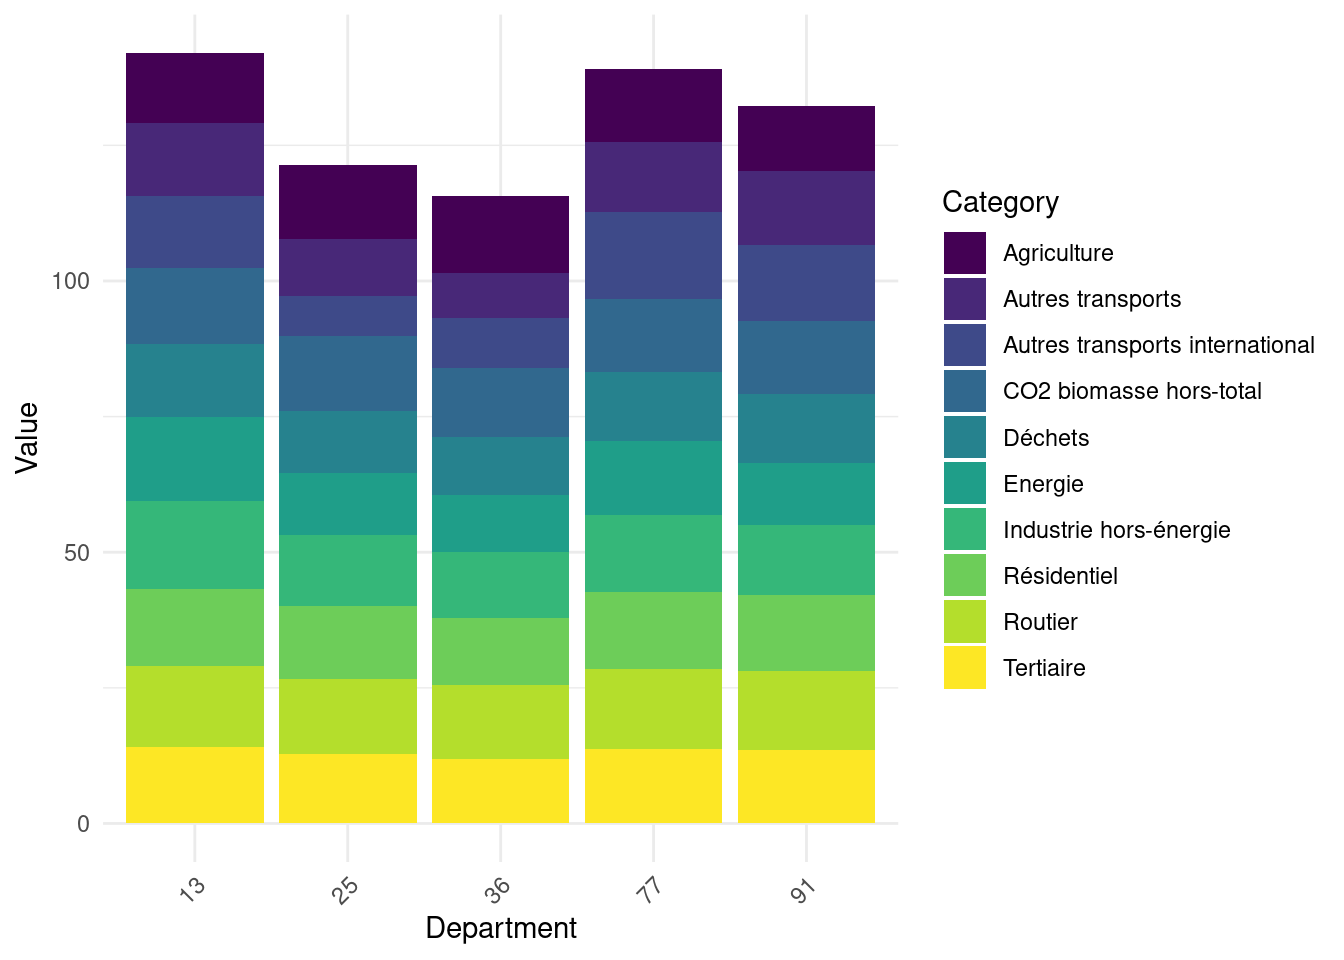 Value
100
50
0
13
25
36
77
91
Department
Category
Agriculture
Autres transports
Autres transports international
CO2 biomasse hors-total
Déchets
Energie
Industrie hors-énergie
Résidentiel
Routier
Tertiaire